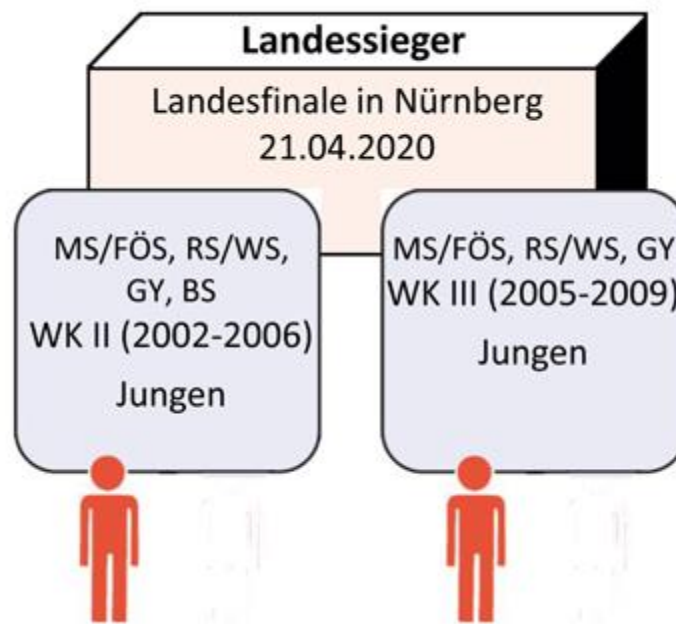 Landessieger
Landesfinale in Nürnberg
21.04.2020
MS/FÖS, RS/WS,
GY, BS
WK II (2002-2006)
Jungen
MS/FÖS, RS/WS, GY
WK III (2005-2009)
Jungen